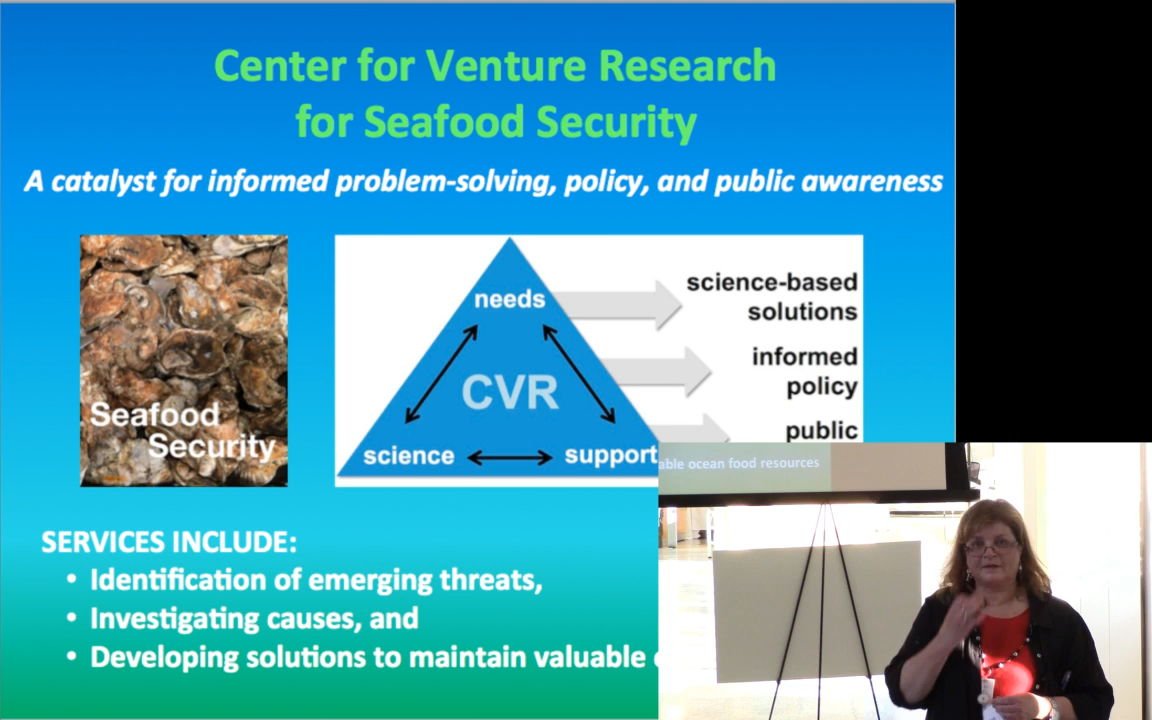 Center for Venture Research
for Seafood Security
A catalyst for informed problem-solving, policy, and public awareness
Seafood
Security
needs
CVR
science
support
science-based
solutions
informed
policy
public
SERVICES INCLUDE:
• Identification of emerging threats,
• Investigating causes, and
• Developing solutions to maintain valuable
able ocean food resources